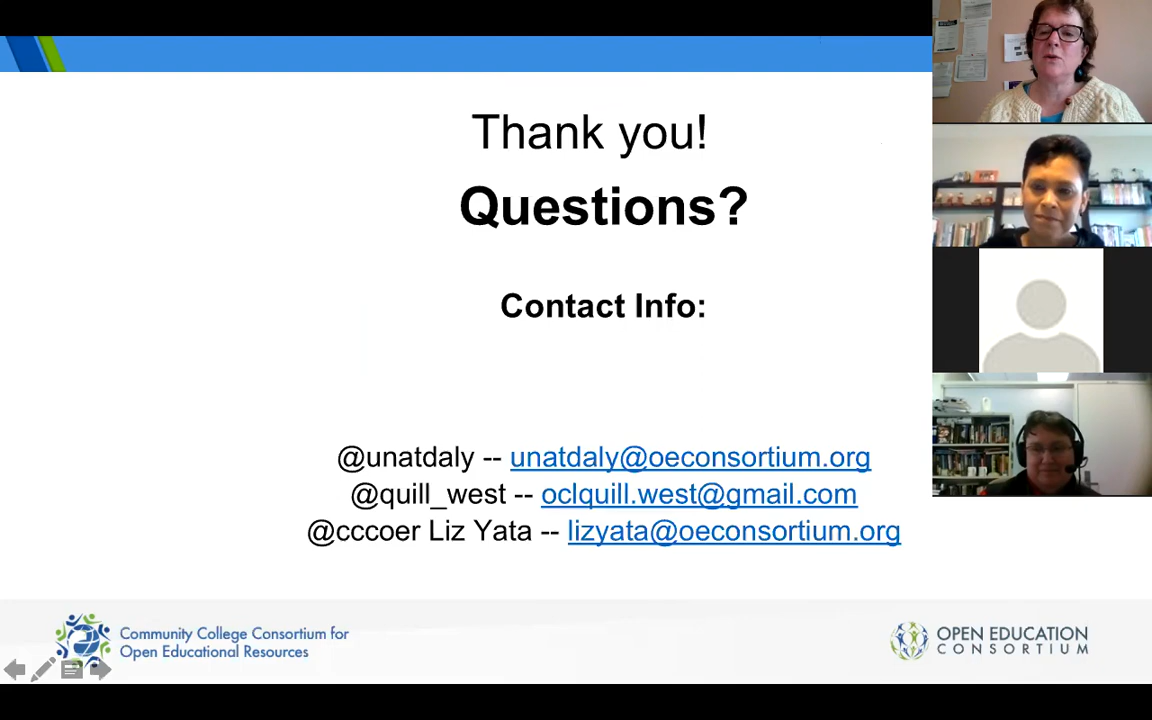 Thank you!
Questions?
Contact Info:
@unatdaly -- unatdaly@oeconsortium.org
@quill_west -- oclquill.west@gmail.com
@cccoer Liz Yata -- lizyata@oeconsortium.org
Community College Consortium for
Open Educational Resources
OPEN EDUCATION
CONSORTIUM